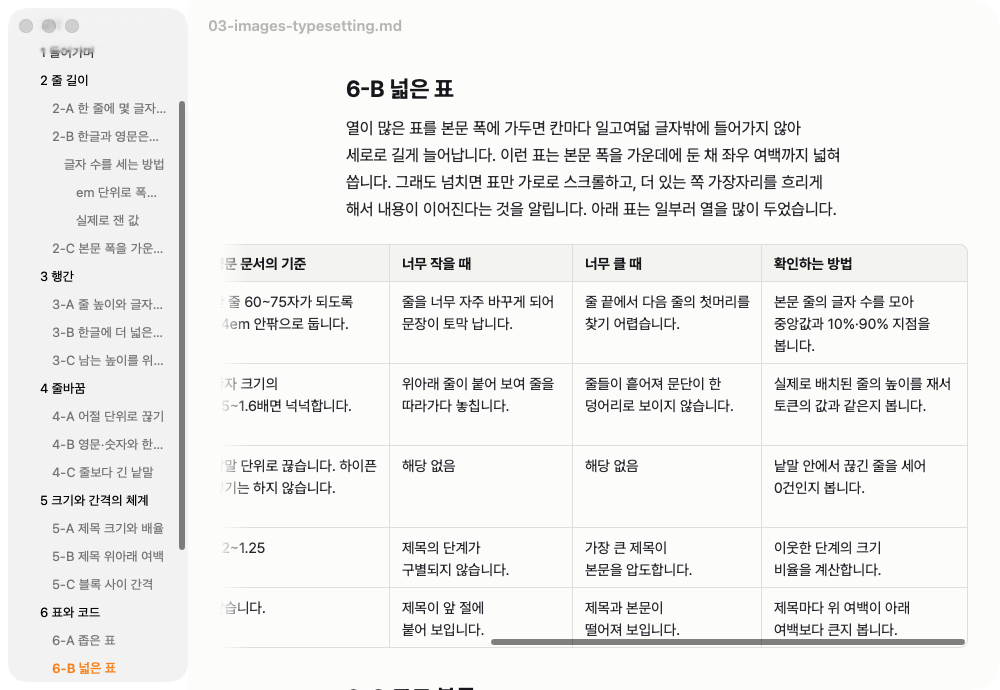 03-images-typesetting.md
1 들어가며
2 줄 길이
2-A 한 줄에 몇 글자...
2-B 한글과 영문은...
글자 수를 세는 방법
em 단위로 폭...
실제로 잰 값
2-C 본문 폭을 가운...
3 행간
3-A 줄 높이와 글자...
3-B 한글에 더 넓은...
3-C 남는 높이를 위...
4 줄바꿈
4-A 어절 단위로 끊기
4-B 영문·숫자와 한...
4-C 줄보다 긴 낱말
5 크기와 간격의 체계
5-A 제목 크기와 배율
5-B 제목 위아래 여백
5-C 블록 사이 간격
6 표와 코드
6-A 좁은 표
6-B 넓은 표
6-B 넓은 표
열이 많은 표를 본문 폭에 가두면 칸마다 일고여덟 글자밖에 들어가지 않아
세로로 길게 늘어납니다. 이런 표는 본문 폭을 가운데에 둔 채 좌우 여백까지 넓혀
씁니다. 그래도 넘치면 표만 가로로 스크롤하고, 더 있는 쪽 가장자리를 흐리게
해서 내용이 이어진다는 것을 알립니다. 아래 표는 일부러 열을 많이 두었습니다.
문서의 기준
너무 작을 때
너무 클 때
확인하는 방법
줄 60~75자가 되도록
4em 안팎으로 둡니다.
줄을 너무 자주 바꾸게 되어
문장이 토막 납니다.
줄 끝에서 다음 줄의 첫머리를
찾기 어렵습니다.
본문 줄의 글자 수를 모아
중앙값과 10%·90% 지점을
봅니다.
크기의
5~1.6배면 넉넉합니다.
위아래 줄이 붙어 보여 줄을
따라가다 놓칩니다.
줄들이 흩어져 문단이 한
덩어리로 보이지 않습니다.
실제로 배치된 줄의 높이를 재서
토큰의 값과 같은지 봅니다.
단위로 끊습니다. 하이픈
하지 않습니다.
해당 없음
해당 없음
낱말 안에서 끊긴 줄을 세어
0건인지 봅니다.
2~1.25
제목의 단계가
구별되지 않습니다.
가장 큰 제목이
본문을 압도합니다.
이웃한 단계의 크기
비율을 계산합니다.
습니다.
제목이 앞 절에
붙어 보입니다.
제목과 본문이
떨어져 보입니다.
제목마다 위 여백이 아래
여백보다 큰지 봅니다.